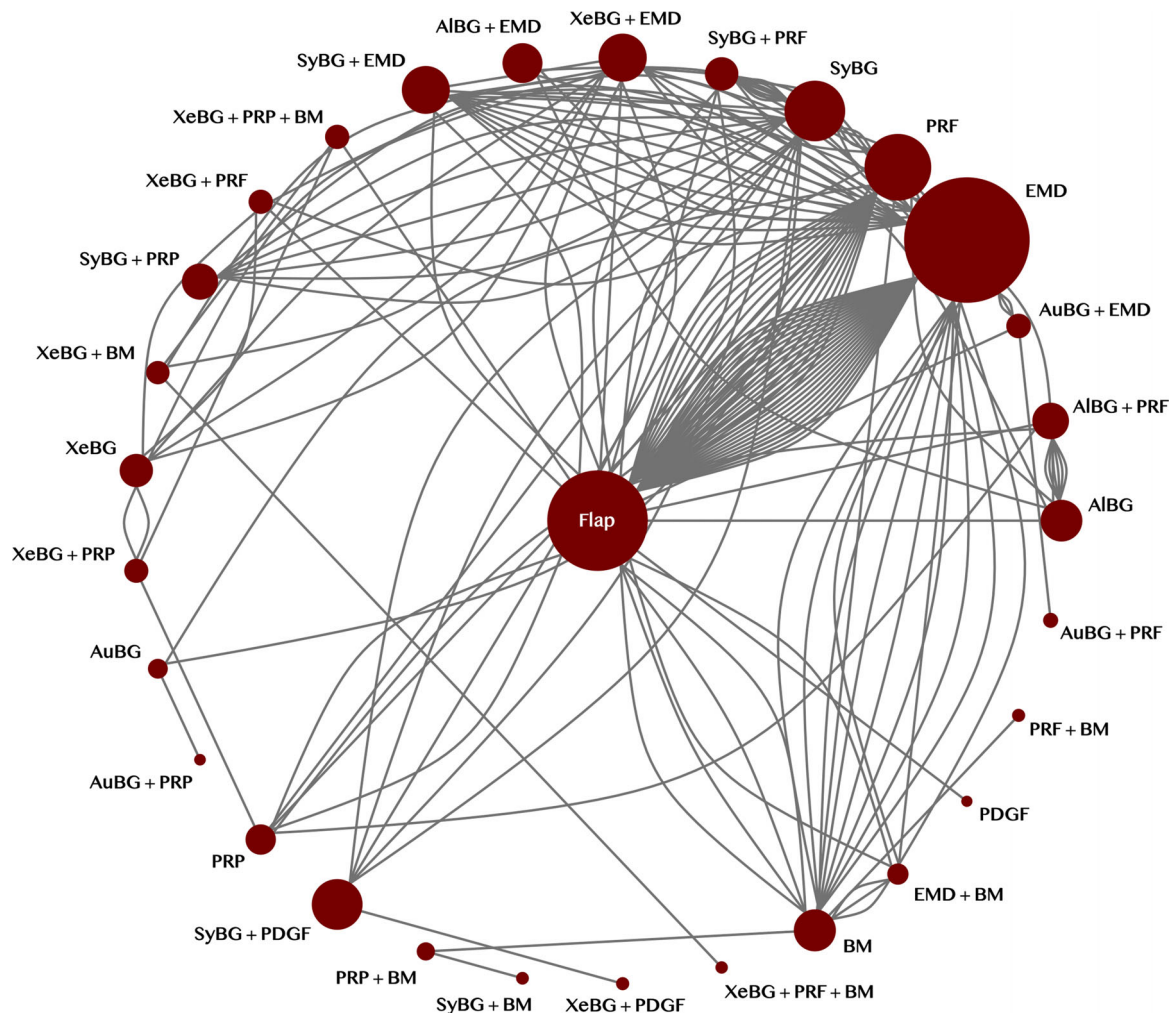 XeBG + EMD
AlBG + EMD
SyBG + PRF
SyBG + EMD
SyBG
XeBG + PRP + BM
PRF
XeBG + PRF
EMD
SyBG + PRP
AuBG + EMD
XeBG + BM
AlBG + PRF
XeBG
AlBG
Flap
XeBG + PRP
AuBG + PRF
AuBG
PRF + BM
AuBG + PRP
PDGF
PRP
EMD + BM
SyBG + PDGF
BM
PRP + BM
XeBG + PRF + BM
SyBG + BM
XeBG + PDGF